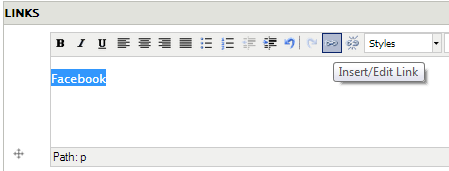 LINKS
B I U Styles
Insert/Edit Link
Facebook
Path: p